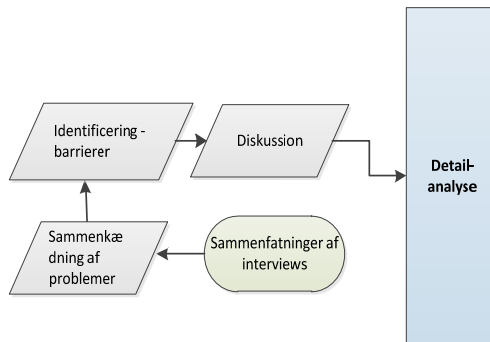 Identificering -
barrierer
Diskussion
Detail-
analyse
Sammenkæ
dning af
problemer
Sammenfatninger af
interviews